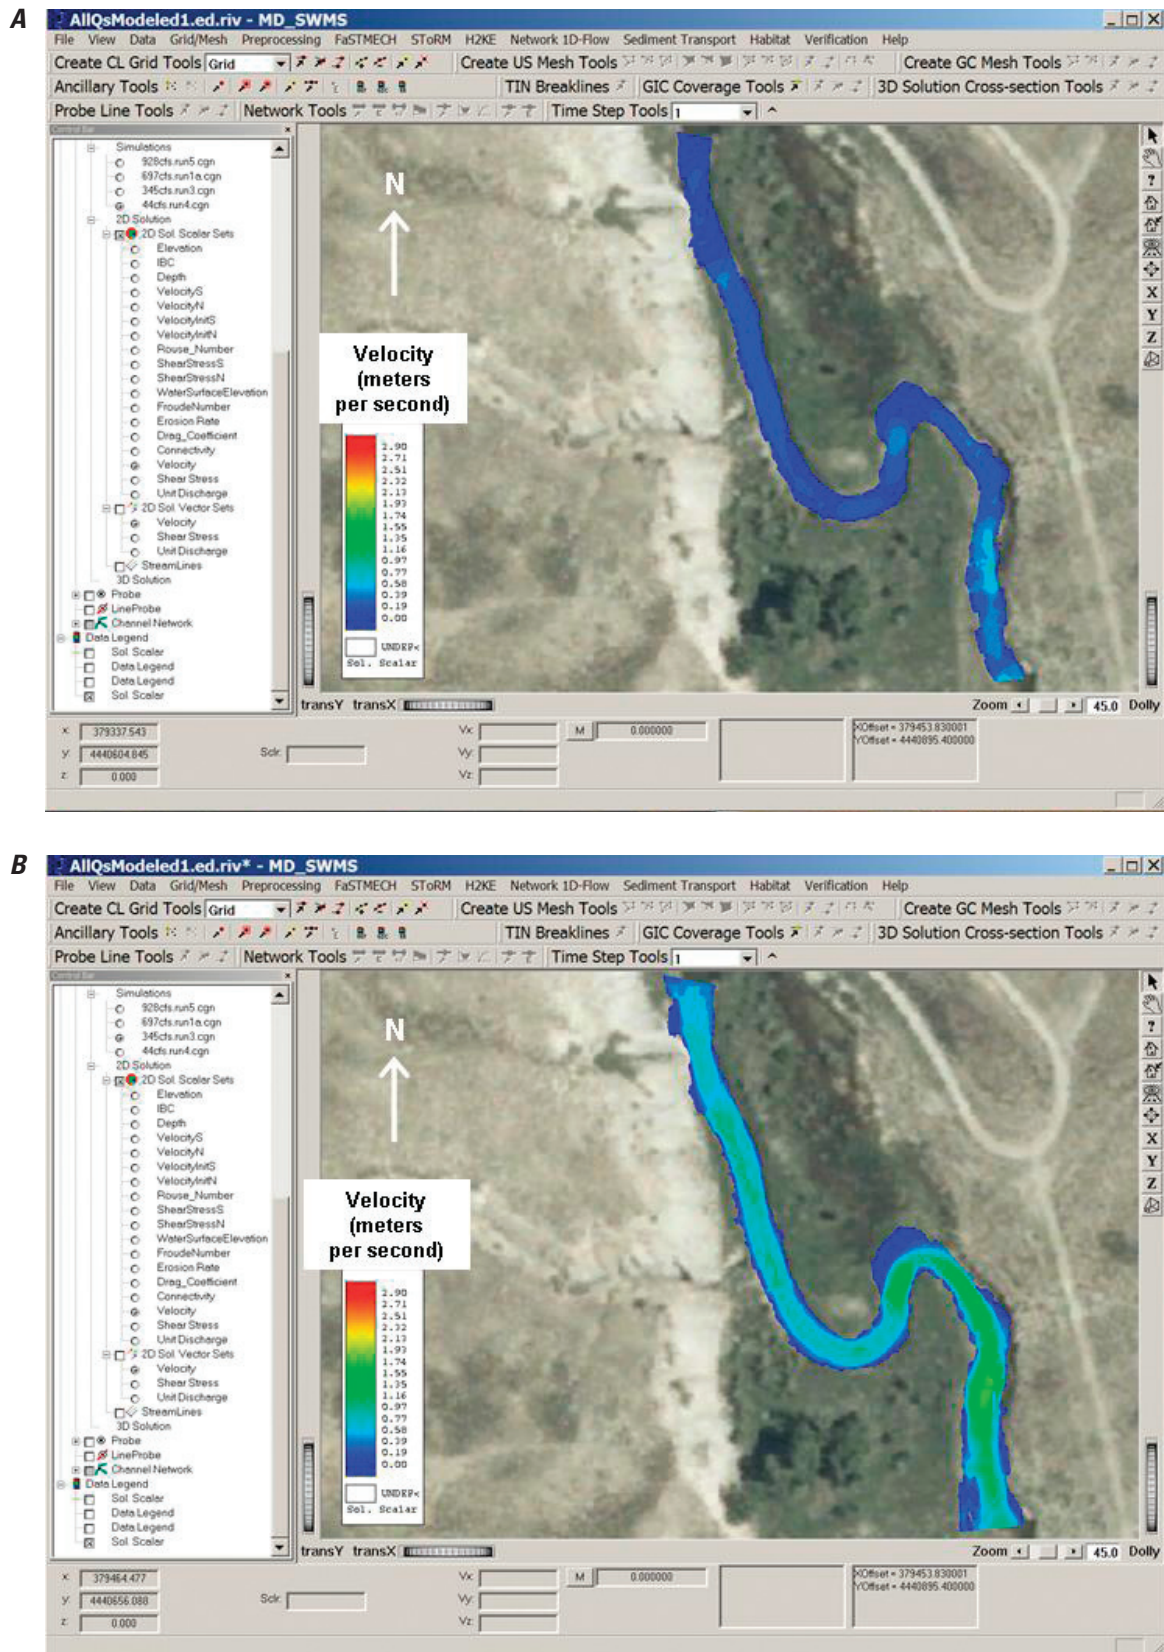 A
AllQsModeled1.ed.riv - MD_SWMS
File View Data Grid/Mesh Preprocessing FaSTMECH SToRM H2KE Network 1D-Flow Sediment Transport Habitat Verification Help
Create CL Grid Tools Grid Create US Mesh Tools Create GC Mesh Tools
Ancillary Tools TIN Breaklines GIC Coverage Tools 3D Solution Cross-section Tools
Probe Line Tools Network Tools Time Step Tools 1
Control Bar
Simulations
928cfs.run5.cgn
697cfs.run1a.cgn
345cfs.run3.cgn
44cfs.run4.cgn
2D Solution
2D Sol. Scalar Sets
Elevation
IBC
Depth
VelocityS
VelocityN
VelocityInitS
VelocityInitN
Rouse_Number
ShearStressS
ShearStressN
WaterSurfaceElevation
FroudeNumber
Erosion Rate
Drag_Coefficient
Connectivity
Velocity
Shear Stress
Unit Discharge
2D Sol. Vector Sets
Velocity
Shear Stress
Unit Discharge
StreamLines
3D Solution
Probe
LineProbe
Channel Network
Data Legend
Sol. Scalar
Data Legend
Data Legend
Sol. Scalar
N
Velocity
(meters
per second)
2.90
2.71
2.51
2.32
2.13
1.93
1.74
1.55
1.35
1.16
0.97
0.77
0.58
0.39
0.19
0.00
UNDEF<
Sol. Scalar
?
X
Y
Z
transY transX
Zoom 45.0 Dolly
x: 379337.543 Vx: M 0.000000 XOffset = 379453.830001
YOffset = 4440895.400000
y: 4440604.845 Sclr: Vy:
z: 0.000 Vz:
B
AllQsModeled1.ed.riv* - MD_SWMS
File View Data Grid/Mesh Preprocessing FaSTMECH SToRM H2KE Network 1D-Flow Sediment Transport Habitat Verification Help
Create CL Grid Tools Grid Create US Mesh Tools Create GC Mesh Tools
Ancillary Tools TIN Breaklines GIC Coverage Tools 3D Solution Cross-section Tools
Probe Line Tools Network Tools Time Step Tools 1
Control Bar
Simulations
928cfs.run5.cgn
697cfs.run1a.cgn
345cfs.run3.cgn
44cfs.run4.cgn
2D Solution
2D Sol. Scalar Sets
Elevation
IBC
Depth
VelocityS
VelocityN
VelocityInitS
VelocityInitN
Rouse_Number
ShearStressS
ShearStressN
WaterSurfaceElevation
FroudeNumber
Erosion Rate
Drag_Coefficient
Connectivity
Velocity
Shear Stress
Unit Discharge
2D Sol. Vector Sets
Velocity
Shear Stress
Unit Discharge
StreamLines
3D Solution
Probe
LineProbe
Channel Network
Data Legend
Sol. Scalar
Data Legend
Data Legend
Sol. Scalar
N
Velocity
(meters
per second)
2.90
2.71
2.51
2.32
2.13
1.93
1.74
1.55
1.35
1.16
0.97
0.77
0.58
0.39
0.19
0.00
UNDEF<
Sol. Scalar
?
X
Y
Z
transY transX
Zoom 45.0 Dolly
x: 379464.477 Vx: M 0.000000 XOffset = 379453.830001
YOffset = 4440895.400000
y: 4440656.088 Sclr: Vy:
z: 0.000 Vz: